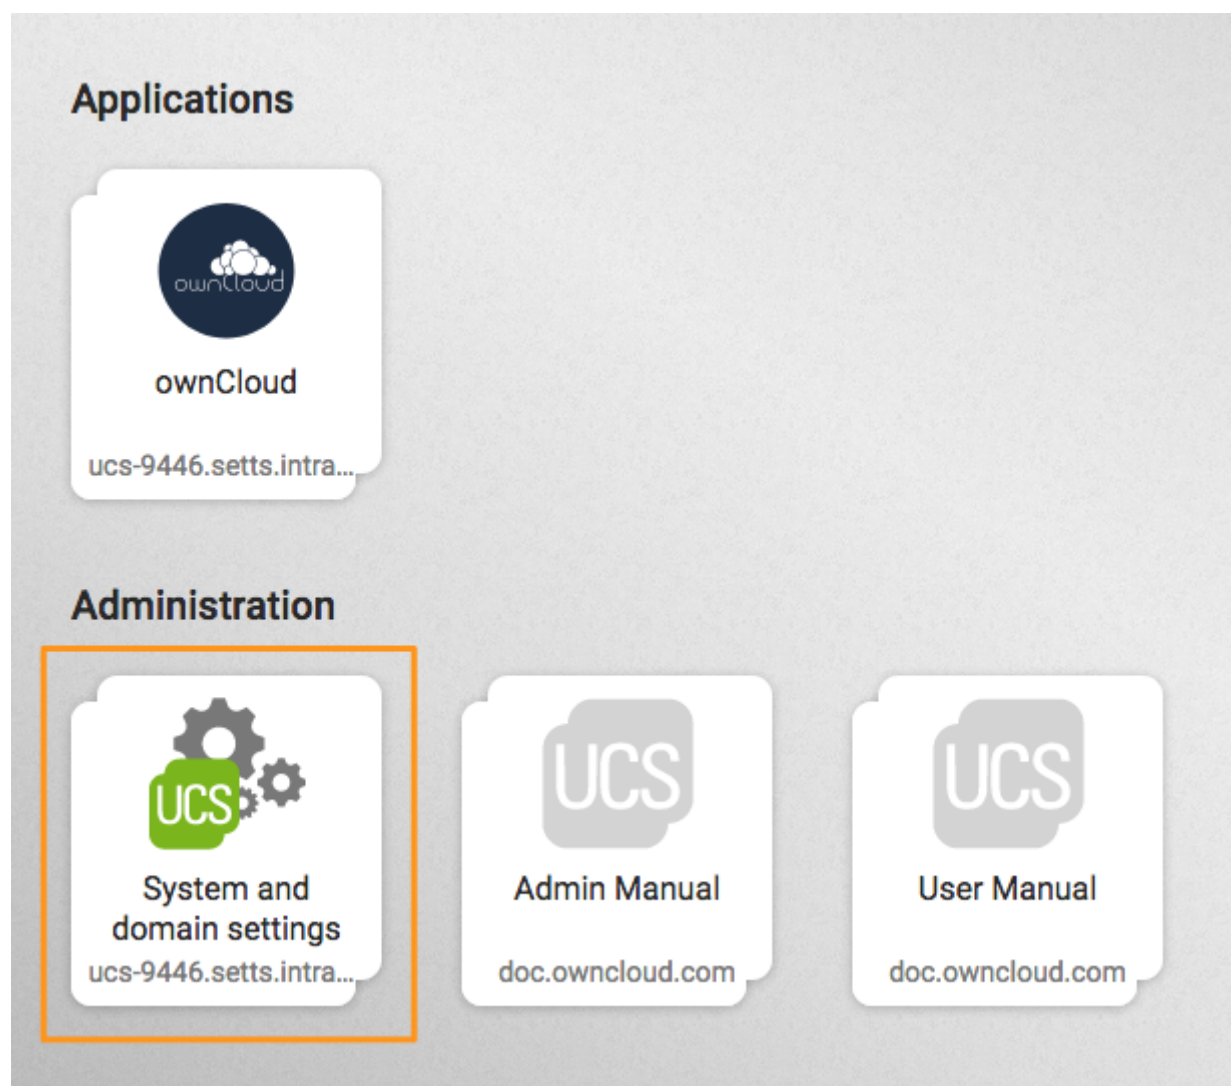 Applications
ownCloud
ownCloud
ucs-9446.setts.intra...
Administration
UCS
System and
domain settings
ucs-9446.setts.intra...
UCS
Admin Manual
doc.owncloud.com
UCS
User Manual
doc.owncloud.com